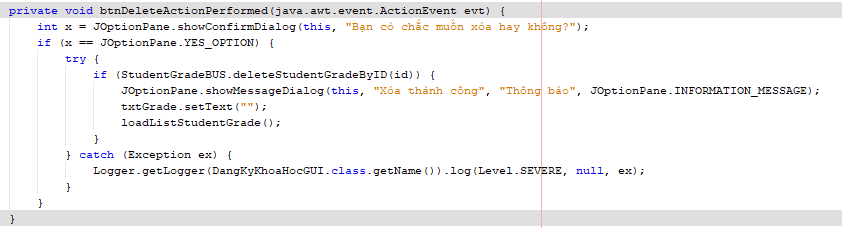 private void btnDeleteActionPerformed(java.awt.event.ActionEvent evt) {
    int x = JOptionPane.showConfirmDialog(this, "Bạn có chắc muốn xóa hay không?");
    if (x == JOptionPane.YES_OPTION) {
        try {
            if (StudentGradeBUS.deleteStudentGradeByID(id)) {
                JOptionPane.showMessageDialog(this, "Xóa thành công", "Thông báo", JOptionPane.INFORMATION_MESSAGE);
                txtGrade.setText("");
                loadListStudentGrade();
            }
        } catch (Exception ex) {
            Logger.getLogger(DangKyKhoaHocGUI.class.getName()).log(Level.SEVERE, null, ex);
        }
    }
}